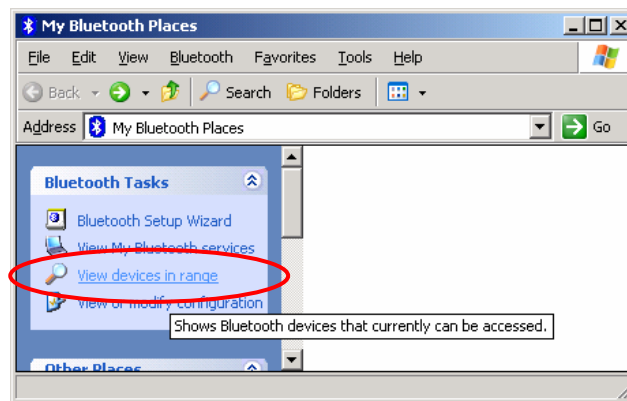 My Bluetooth Places
File Edit View Bluetooth Favorites Tools Help
Back Search Folders
Address My Bluetooth Places Go
Bluetooth Tasks
Bluetooth Setup Wizard
View My Bluetooth services
View devices in range
View or modify configuration
Shows Bluetooth devices that currently can be accessed.
Other Places